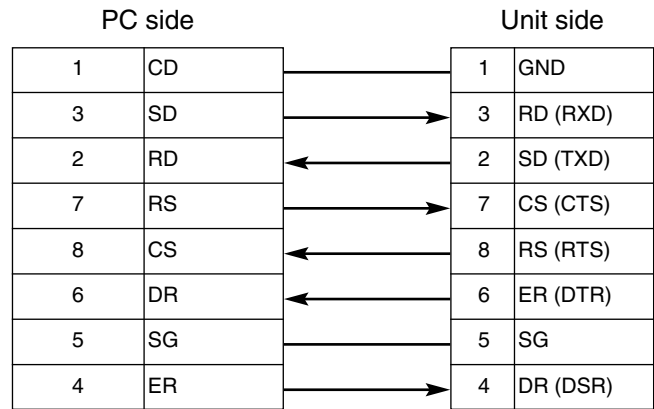 PC side Unit side
1 CD 1 GND
3 SD 3 RD (RXD)
2 RD 2 SD (TXD)
7 RS 7 CS (CTS)
8 CS 8 RS (RTS)
6 DR 6 ER (DTR)
5 SG 5 SG
4 ER 4 DR (DSR)